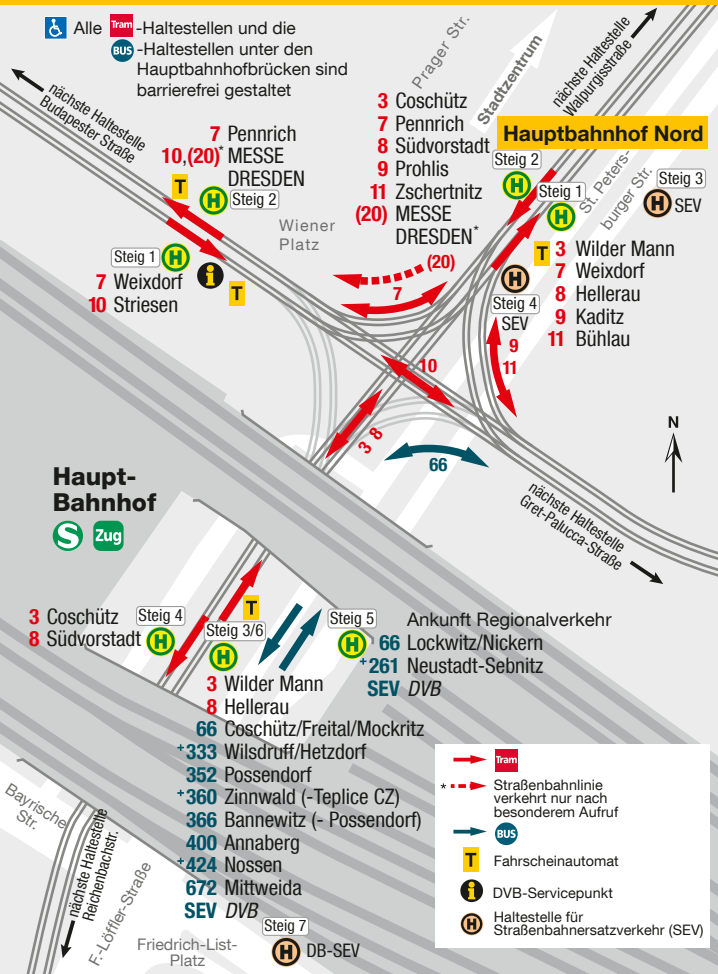 Alle Tram -Haltestellen und die
BUS -Haltestellen unter den
Hauptbahnhofbrücken sind
barrierefrei gestaltet
nächste Haltestelle
Budapester Straße
Prager Str.
Stadtzentrum
nächste Haltestelle
Walpurgisstraße
Hauptbahnhof Nord
7 Pennrich
10,(20)* MESSE
DRESDEN
T
H
Steig 2
3 Coschütz
7 Pennrich
8 Südvorstadt
9 Prohlis
11 Zschertnitz
(20) MESSE
DRESDEN*
Steig 2
H
Steig 1
H
St. Peters-
burger Str.
Steig 3
H SEV
Wiener
Platz
Steig 1
H
7 Weixdorf
10 Striesen
i
T
T
H
Steig 4
SEV
3 Wilder Mann
7 Weixdorf
8 Hellerau
9 Kaditz
11 Bühlau
(20)
7
9
11
10
3 8
66
N
nächste Haltestelle
Gret-Palucca-Straße
Haupt-
Bahnhof
S
Zug
3 Coschütz
8 Südvorstadt
Steig 4
H
T
Steig 3/6
H
3 Wilder Mann
8 Hellerau
66 Coschütz/Freital/Mockritz
+333 Wilsdruff/Hetzdorf
352 Possendorf
+360 Zinnwald (-Teplice CZ)
366 Bannewitz (- Possendorf)
400 Annaberg
+424 Nossen
672 Mittweida
SEV DVB
Steig 5
H
Ankunft Regionalverkehr
66 Lockwitz/Nickern
+261 Neustadt-Sebnitz
SEV DVB
Bayrische
Str.
nächste Haltestelle
Reichenbachstr.
F.-Löffler-Straße
Friedrich-List-
Platz
Steig 7
H DB-SEV
Tram
* Straßenbahnlinie
verkehrt nur nach
besonderem Aufruf
BUS
T Fahrscheinautomat
i DVB-Servicepunkt
H Haltestelle für
Straßenbahnersatzverkehr (SEV)